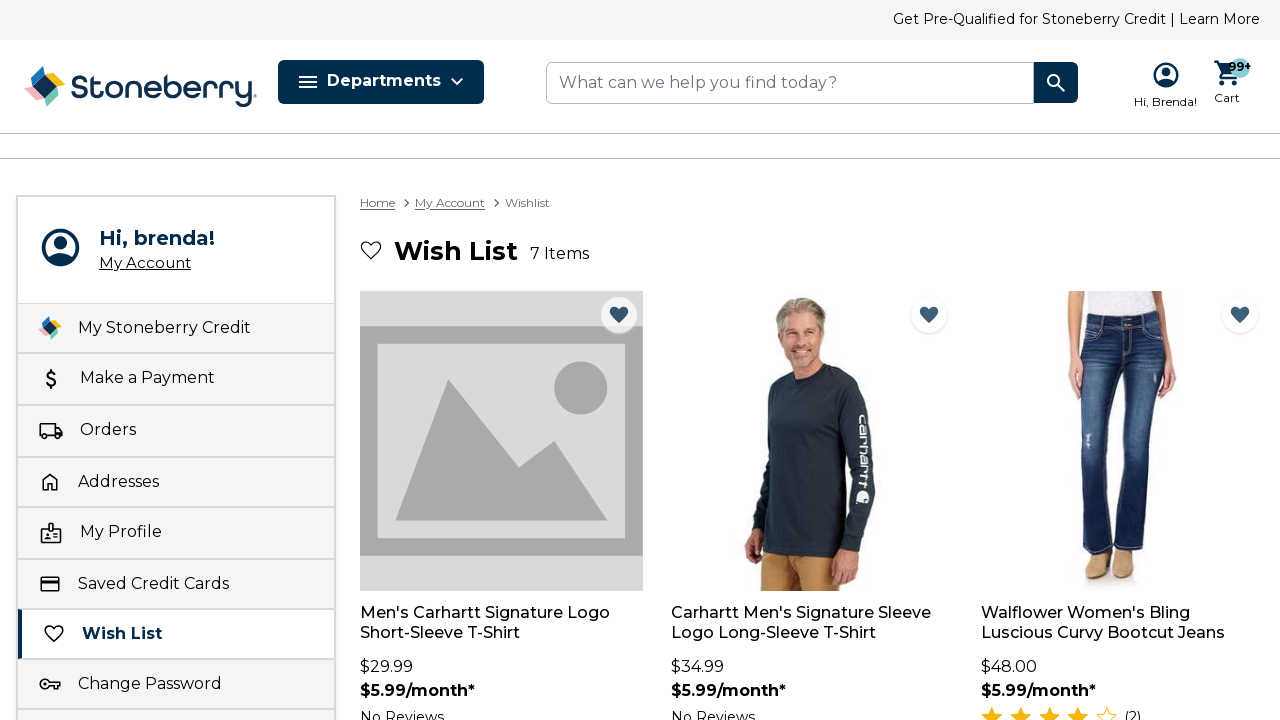 Get Pre-Qualified for Stoneberry Credit | Learn More
Stoneberry
Departments
What can we help you find today?
Hi, Brenda!
99+
Cart
Home > My Account > Wishlist
Hi, brenda!
My Account
My Stoneberry Credit
Make a Payment
Orders
Addresses
My Profile
Saved Credit Cards
Wish List
Change Password
Wish List 7 Items
carhartt
Men's Carhartt Signature Logo
Short-Sleeve T-Shirt
$29.99
$5.99/month*
No Reviews
Carhartt Men's Signature Sleeve
Logo Long-Sleeve T-Shirt
$34.99
$5.99/month*
No Reviews
Walflower Women's Bling
Luscious Curvy Bootcut Jeans
$48.00
$5.99/month*
(2)